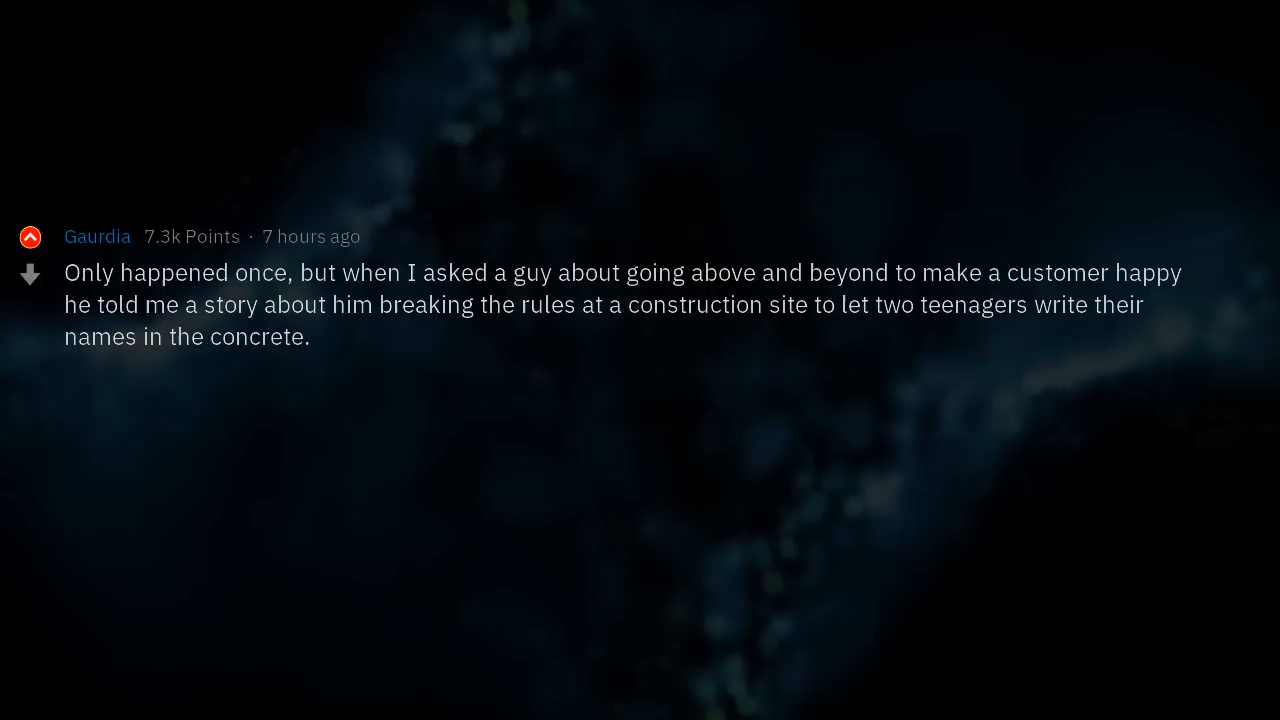 Gaurdia 7.3k Points · 7 hours ago
Only happened once, but when I asked a guy about going above and beyond to make a customer happy
he told me a story about him breaking the rules at a construction site to let two teenagers write their
names in the concrete.